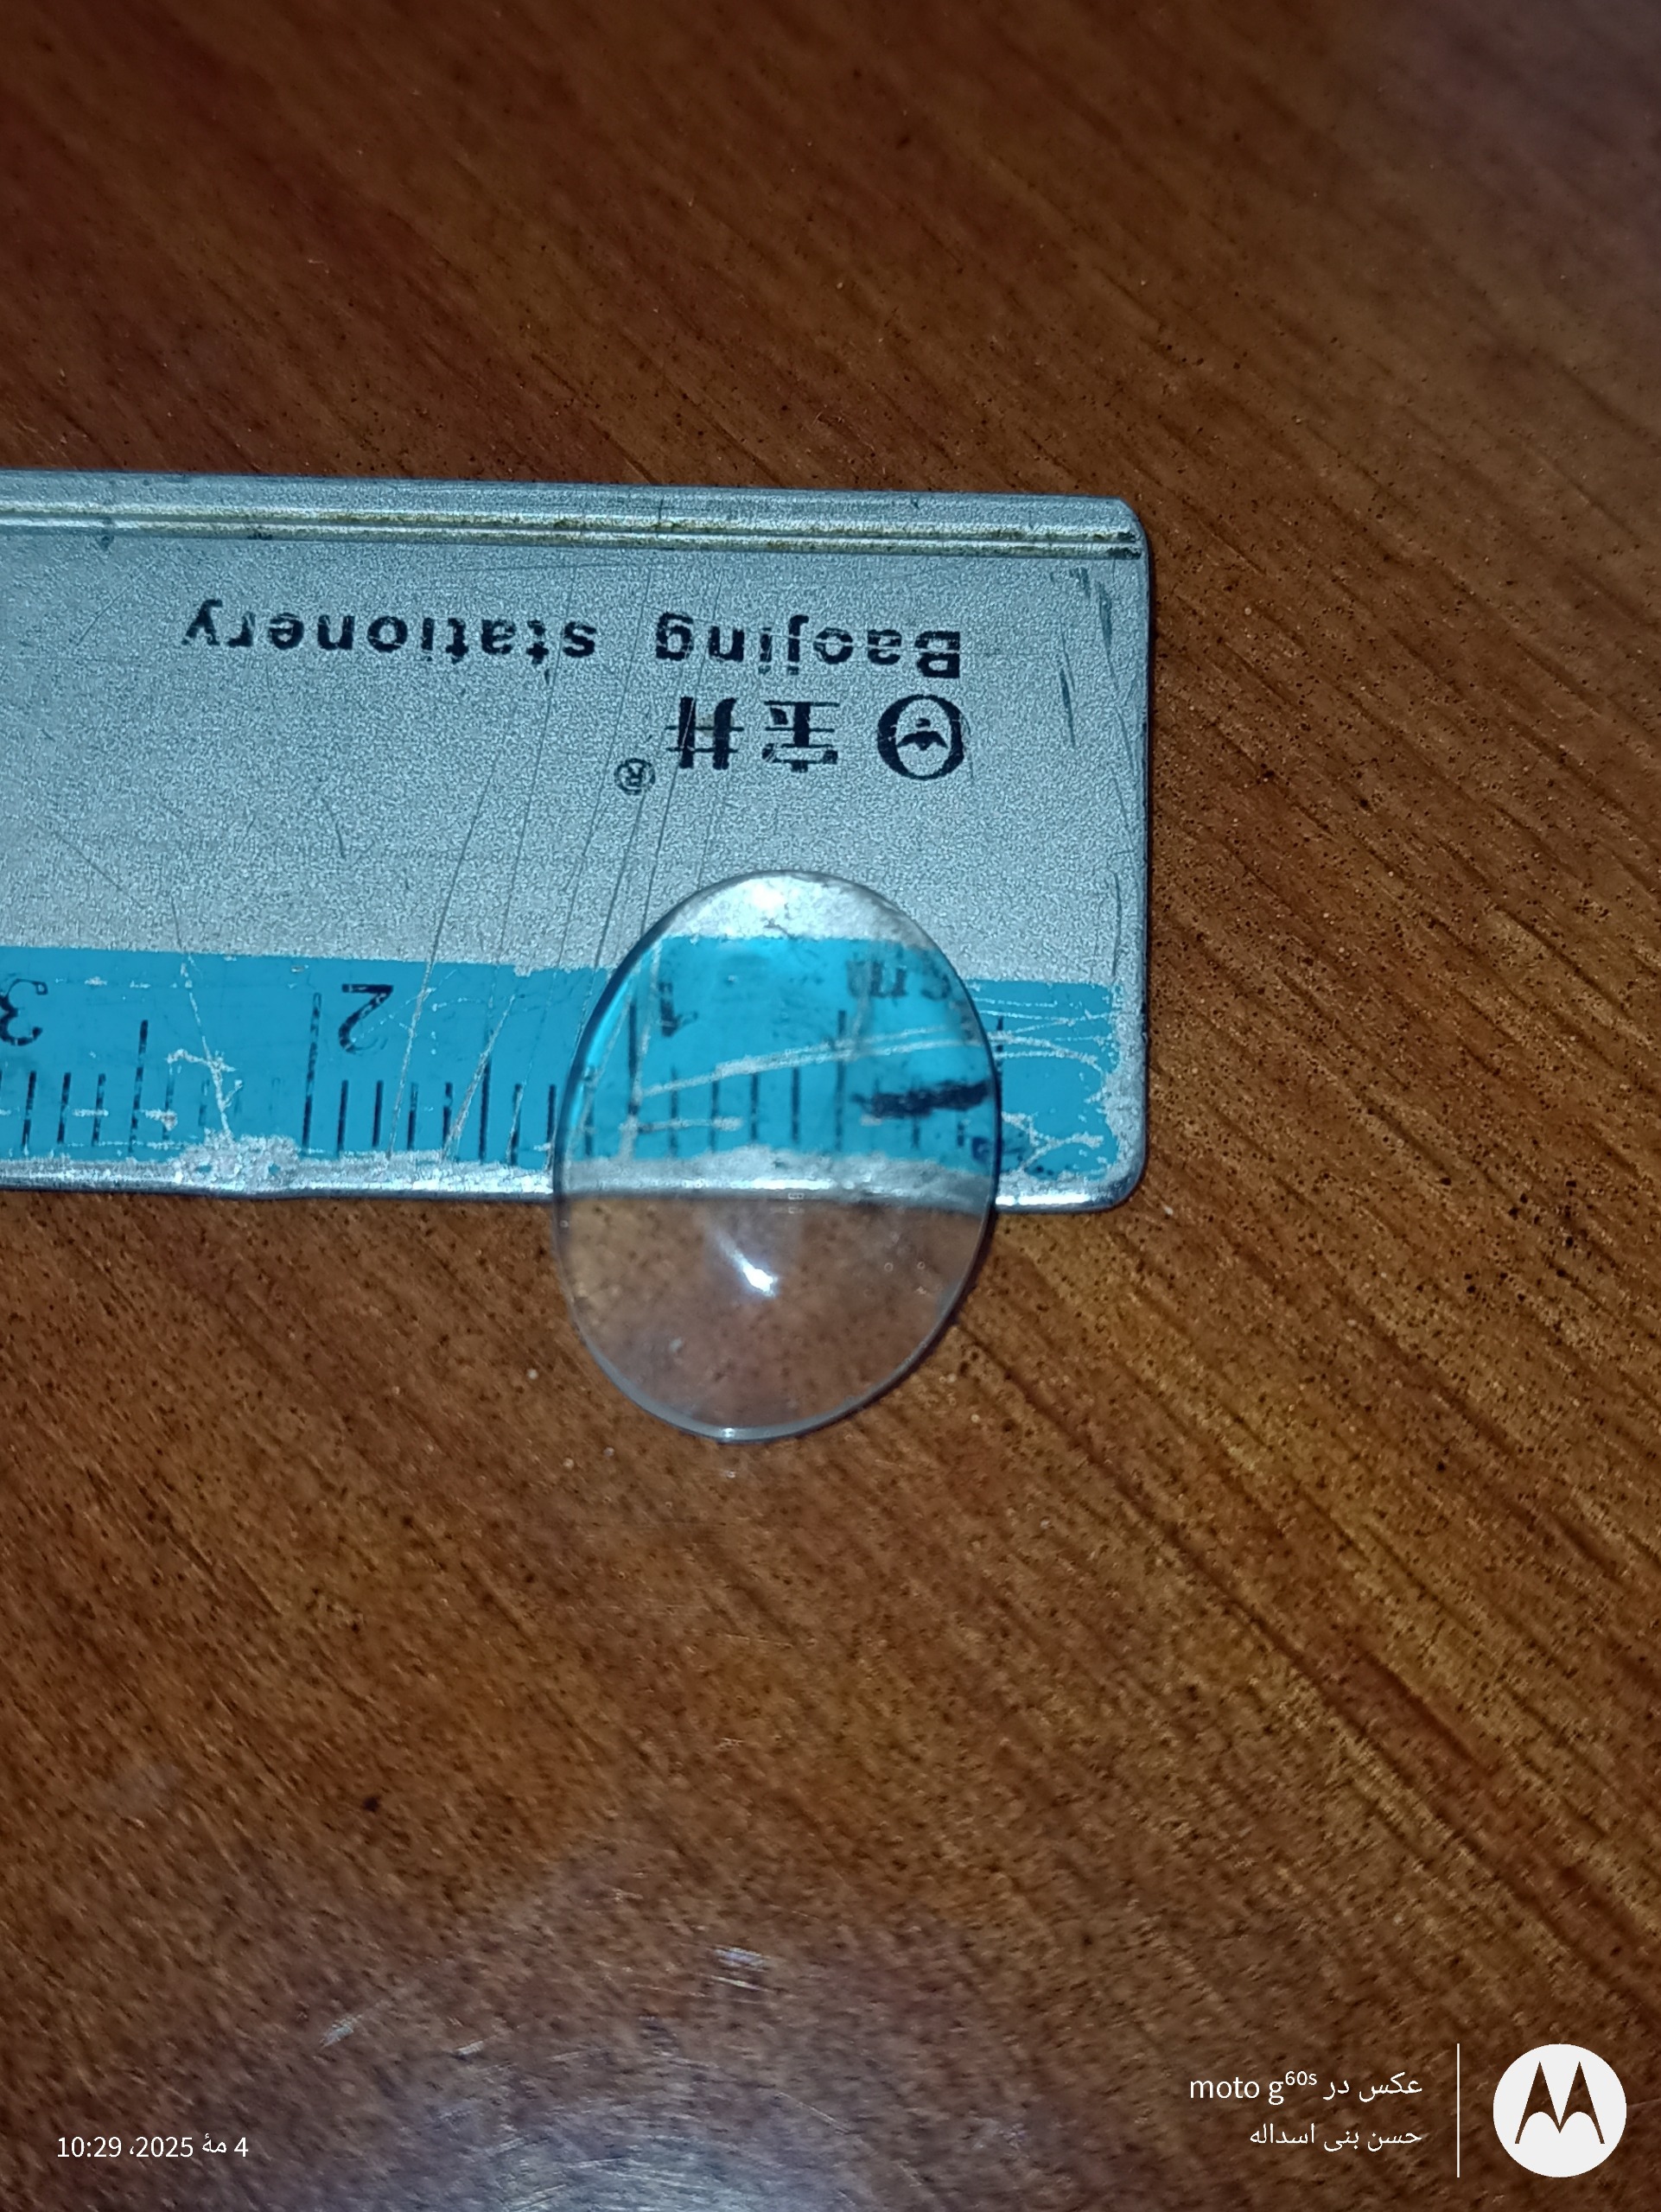 Baojing stationery
宝井®
cm 1 2 3
عکس در moto g60s
حسن بنی اسداله
4 مهٔ 2025، 10:29